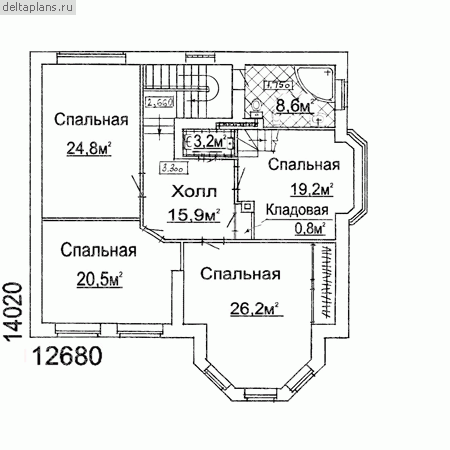 deltaplans.ru
1.950
8,6м²
2.660
Спальная
24,8м²
3,2м²
3.300
Спальная
19,2м²
Холл
15,9м²
Кладовая
0,8м²
Спальная
20,5м²
Спальная
26,2м²
14020
12680